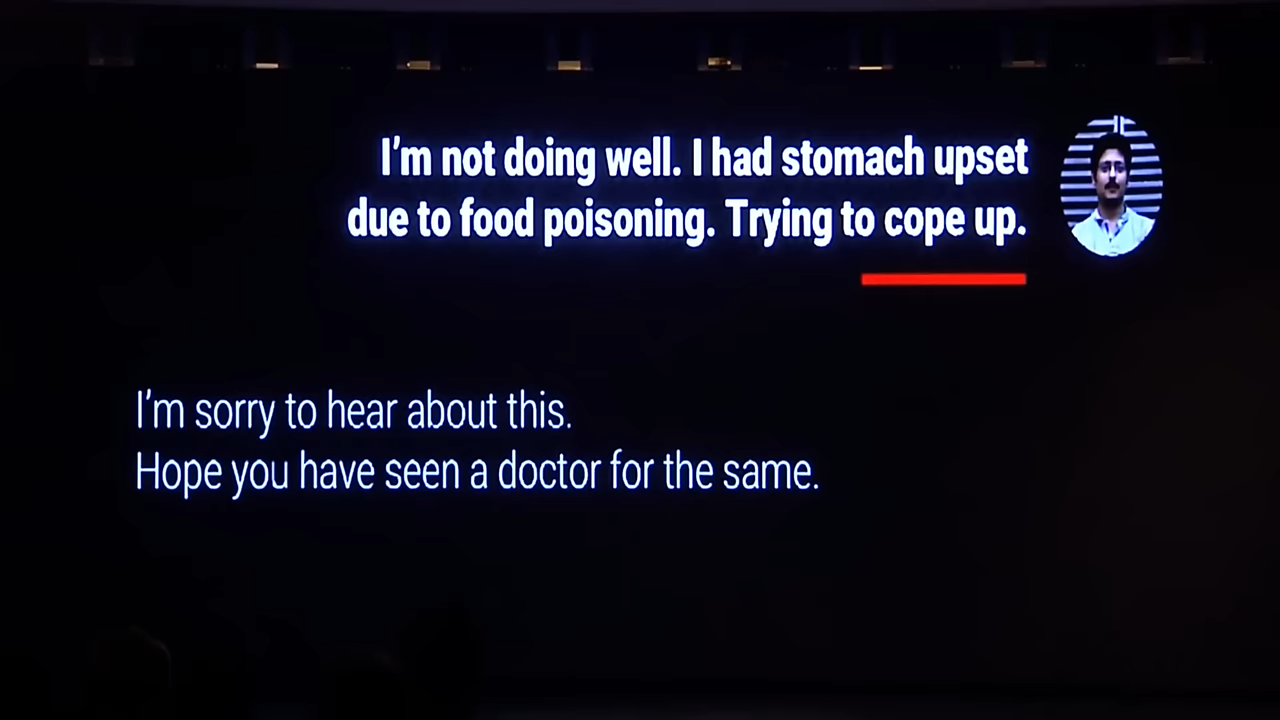 I'm not doing well. I had stomach upset
due to food poisoning. Trying to cope up.
I'm sorry to hear about this.
Hope you have seen a doctor for the same.